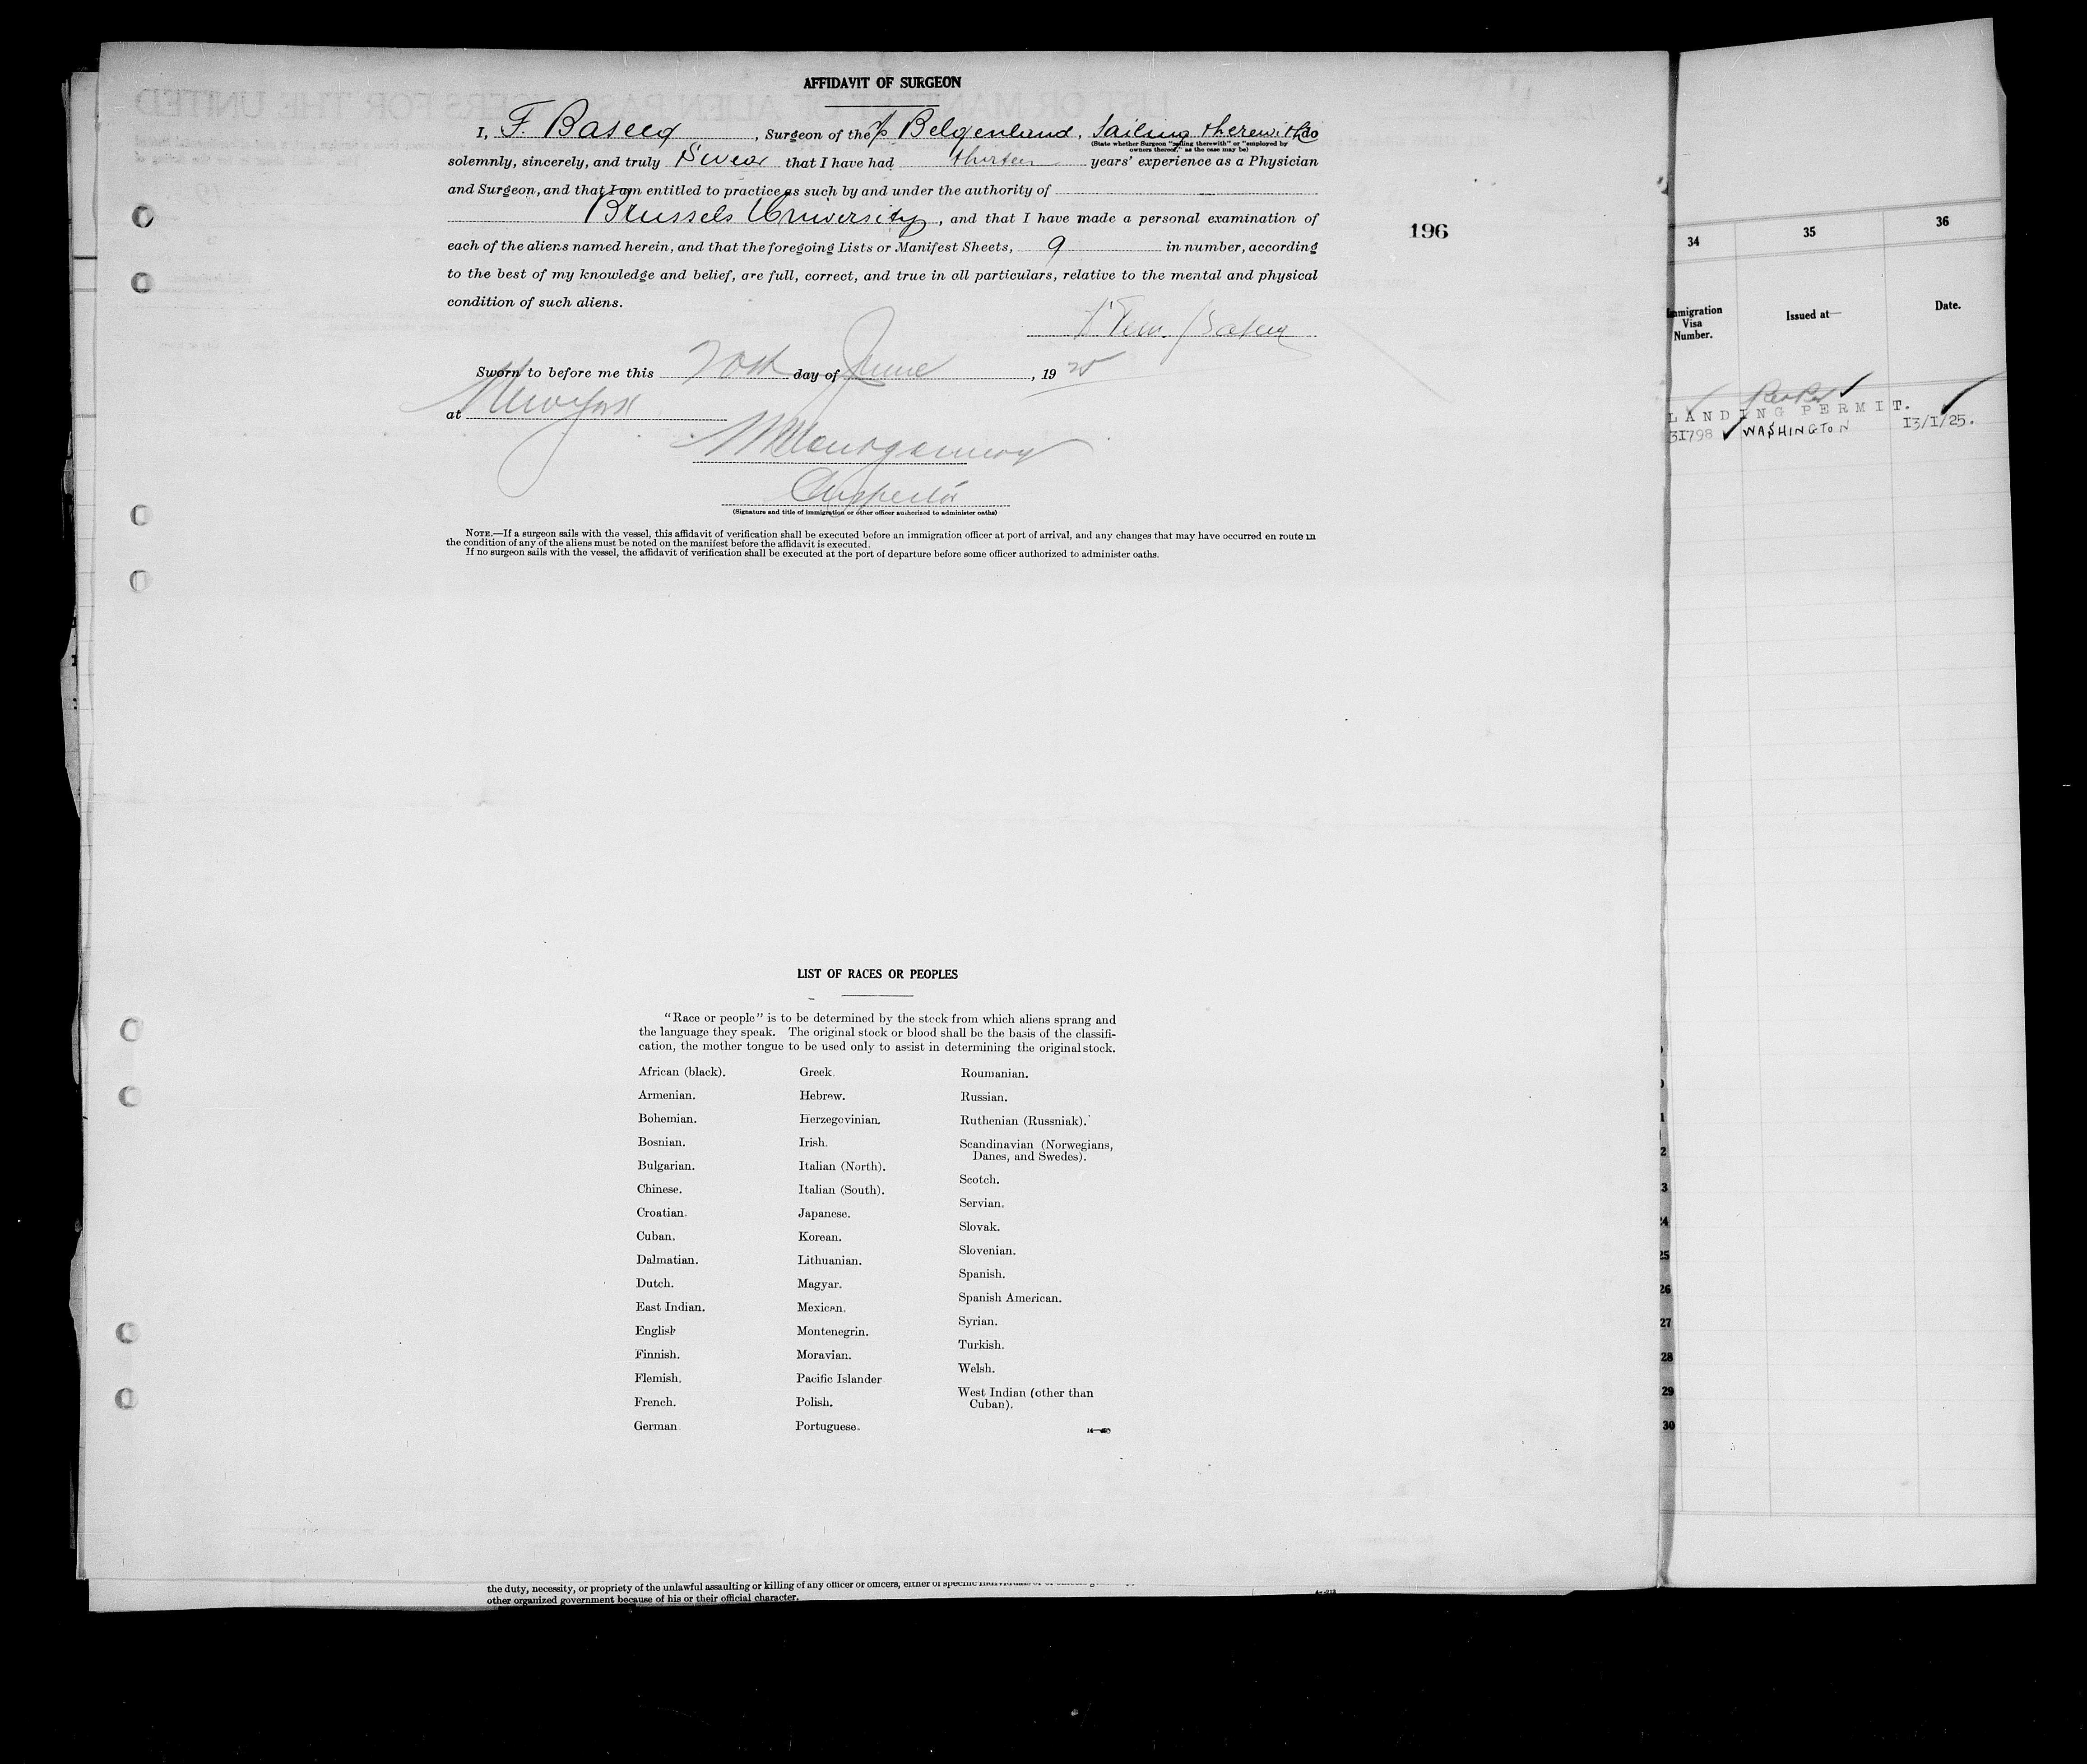 AFFIDAVIT OF SURGEON
I, F. Basecq, Surgeon of the S/S Belgenland, Sailing therewith do
(State whether Surgeon "sailing therewith" or "employed by
owners thereof," as the case may be)
solemnly, sincerely, and truly Swear that I have had thirteen years' experience as a Physician
and Surgeon, and that I am entitled to practice as such by and under the authority of
Brussels University, and that I have made a personal examination of
each of the aliens named herein, and that the foregoing Lists or Manifest Sheets, 9 in number, according
to the best of my knowledge and belief, are full, correct, and true in all particulars, relative to the mental and physical
condition of such aliens.
Sworn to before me this 20th day of June, 19 25
at New York
Inspector
(Signature and title of immigration or other officer authorized to administer oaths)
NOTE.—If a surgeon sails with the vessel, this affidavit of verification shall be executed before an immigration officer at port of arrival, and any changes that may have occurred en route in
the condition of any of the aliens must be noted on the manifest before the affidavit is executed.
If no surgeon sails with the vessel, the affidavit of verification shall be executed at the port of departure before some officer authorized to administer oaths.
196
LIST OF RACES OR PEOPLES
"Race or people" is to be determined by the stock from which aliens sprang and
the language they speak. The original stock or blood shall be the basis of the classifi-
cation, the mother tongue to be used only to assist in determining the original stock.
African (black).
Armenian.
Bohemian.
Bosnian.
Bulgarian.
Chinese.
Croatian.
Cuban.
Dalmatian.
Dutch.
East Indian.
English
Finnish.
Flemish.
French.
German
Greek.
Hebrew.
Herzegovinian.
Irish.
Italian (North).
Italian (South).
Japanese.
Korean.
Lithuanian.
Magyar.
Mexican.
Montenegrin.
Moravian.
Pacific Islander
Polish.
Portuguese.
Roumanian.
Russian.
Ruthenian (Russniak).
Scandinavian (Norwegians,
Danes, and Swedes).
Scotch.
Servian.
Slovak.
Slovenian.
Spanish.
Spanish American.
Syrian.
Turkish.
Welsh.
West Indian (other than
Cuban).
the duty, necessity, or propriety of the unlawful assaulting or killing of any officer or officers, either of specific
other organized government because of his or their official character.
34 35 36
Immigration
Visa
Number.
Issued at—
Date.
LANDING PERMIT.
31798 WASHINGTON 13/1/25.
25
26
27
28
29
30